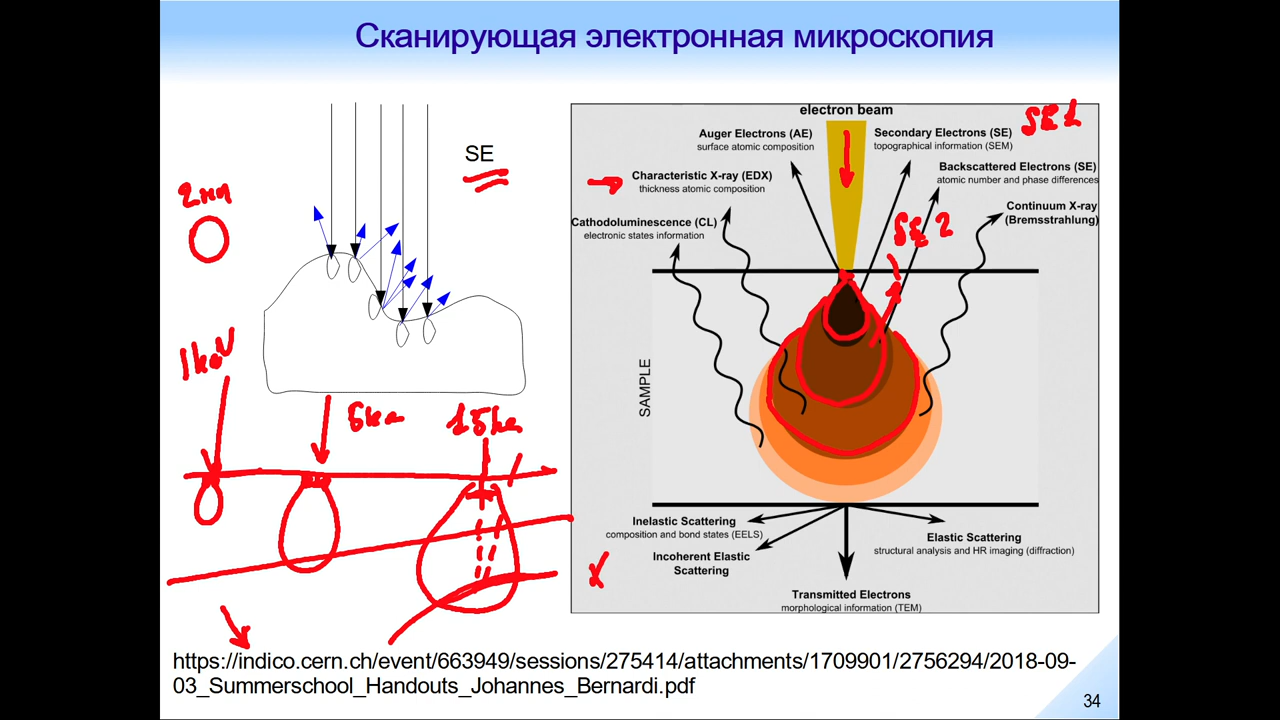 Сканирующая электронная микроскопия
electron beam
SE1
Auger Electrons (AE)
surface atomic composition
Secondary Electrons (SE)
topographical information (SEM)
SE
Characteristic X-ray (EDX)
thickness atomic composition
Backscattered Electrons (SE)
atomic number and phase differences
2нм
Cathodoluminescence (CL)
electronic states information
Continuum X-ray
(Bremsstrahlung)
SE2
1keV
SAMPLE
5ke
15ke
Inelastic Scattering
composition and bond states (EELS)
Incoherent Elastic
Scattering
Elastic Scattering
structural analysis and HR imaging (diffraction)
X
Transmitted Electrons
morphological information (TEM)
https://indico.cern.ch/event/663949/sessions/275414/attachments/1709901/2756294/2018-09-
03_Summerschool_Handouts_Johannes_Bernardi.pdf
34